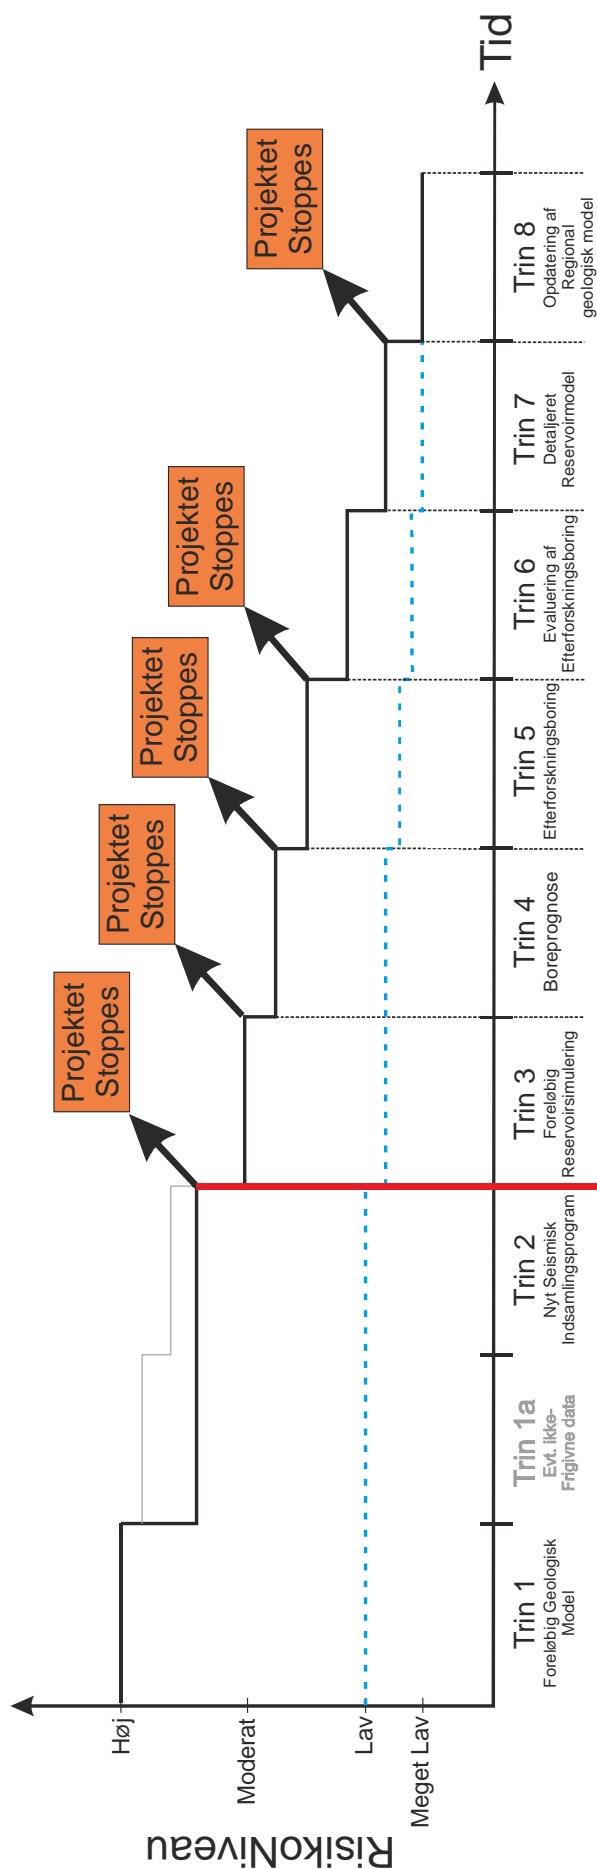 RisikoNiveau
Høj
Moderat
Lav
Meget Lav
Projektet
Stoppes
Projektet
Stoppes
Projektet
Stoppes
Projektet
Stoppes
Projektet
Stoppes
Trin 1
Foreløbig Geologisk
Model
Trin 1a
Evt. ikke-
Frigivne data
Trin 2
Nyt Seismisk
Indsamlingsprogram
Trin 3
Foreløbig
Reservoirsimulering
Trin 4
Boreprognose
Trin 5
Efterforskningsboring
Trin 6
Evaluering af
Efterforskningsboring
Trin 7
Detaljeret
Reservoirmodel
Trin 8
Opdatering af
Regional
geologisk model
Tid